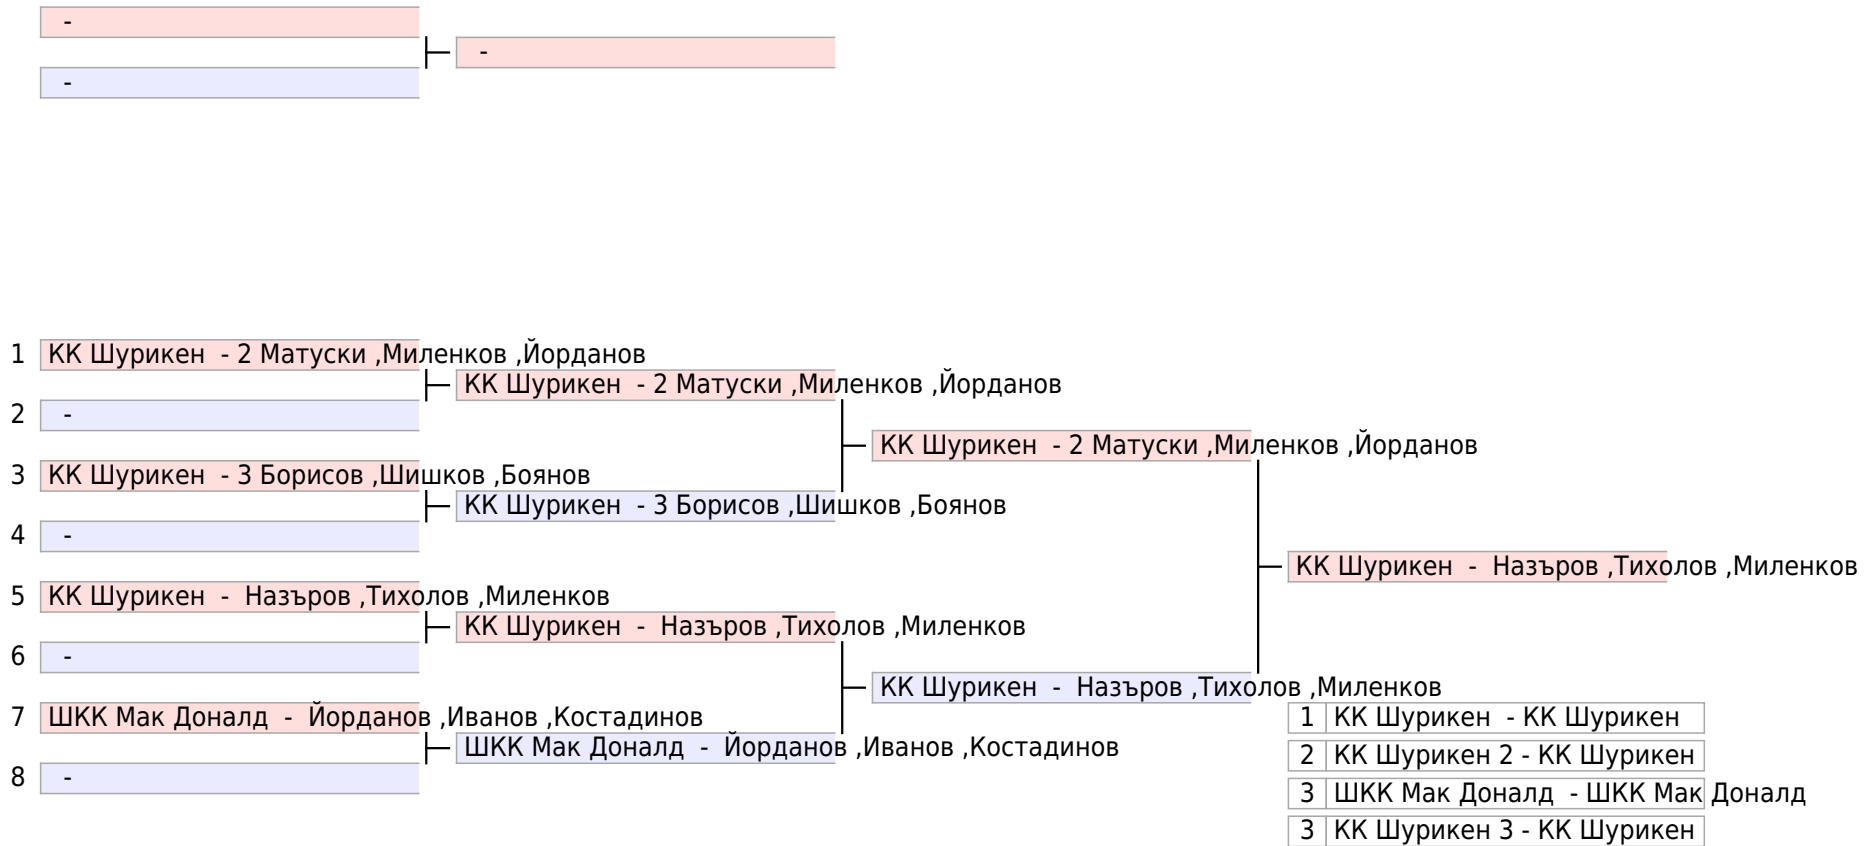 -
-
-
1 КК Шурикен - 2 Матуски ,Миленков ,Йорданов
КК Шурикен - 2 Матуски ,Миленков ,Йорданов
2 -
КК Шурикен - 2 Матуски ,Миленков ,Йорданов
3 КК Шурикен - 3 Борисов ,Шишков ,Боянов
КК Шурикен - 3 Борисов ,Шишков ,Боянов
4 -
КК Шурикен - Назъров ,Тихолов ,Миленков
5 КК Шурикен - Назъров ,Тихолов ,Миленков
КК Шурикен - Назъров ,Тихолов ,Миленков
6 -
КК Шурикен - Назъров ,Тихолов ,Миленков
7 ШКК Мак Доналд - Йорданов ,Иванов ,Костадинов
ШКК Мак Доналд - Йорданов ,Иванов ,Костадинов
8 -
1 КК Шурикен - КК Шурикен
2 КК Шурикен 2 - КК Шурикен
3 ШКК Мак Доналд - ШКК Мак Доналд
3 КК Шурикен 3 - КК Шурикен